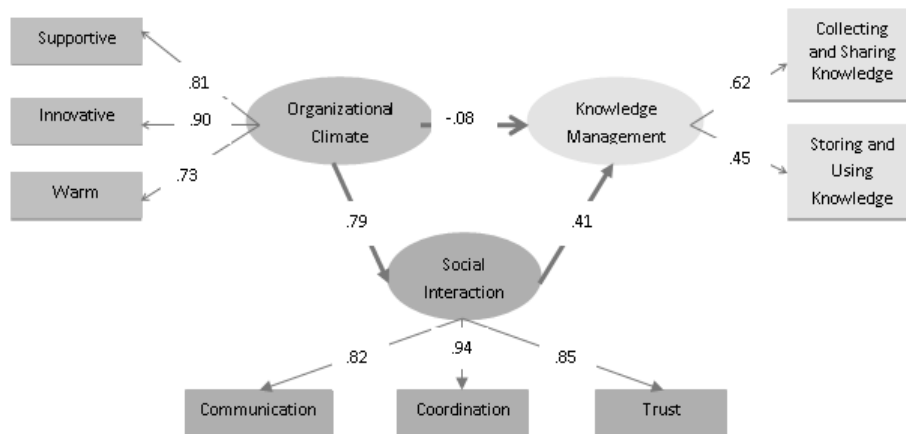 Supportive
Innovative
Warm
.81
.90
.73
Organizational
Climate
-.08
Knowledge
Management
.62
.45
Collecting
and Sharing
Knowledge
Storing and
Using
Knowledge
.79
.41
Social
Interaction
.82
.94
.85
Communication
Coordination
Trust